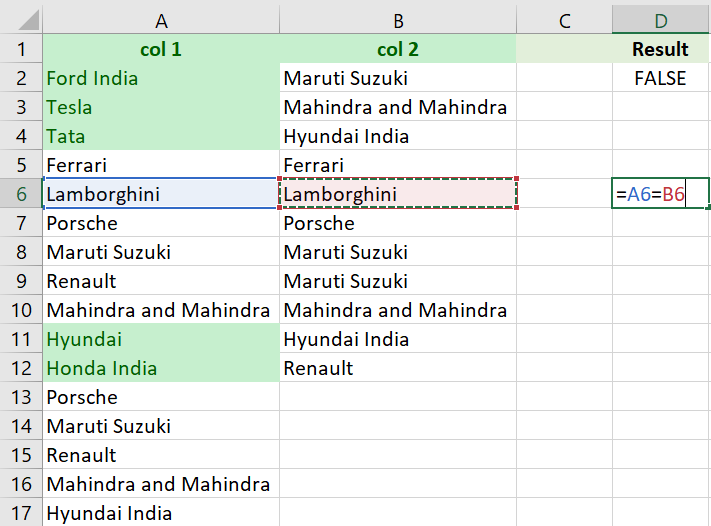 A B C D
1 col 1 col 2 Result
2 Ford India Maruti Suzuki FALSE
3 Tesla Mahindra and Mahindra
4 Tata Hyundai India
5 Ferrari Ferrari
6 Lamborghini Lamborghini =A6=B6
7 Porsche Porsche
8 Maruti Suzuki Maruti Suzuki
9 Renault Maruti Suzuki
10 Mahindra and Mahindra Mahindra and Mahindra
11 Hyundai Hyundai India
12 Honda India Renault
13 Porsche
14 Maruti Suzuki
15 Renault
16 Mahindra and Mahindra
17 Hyundai India